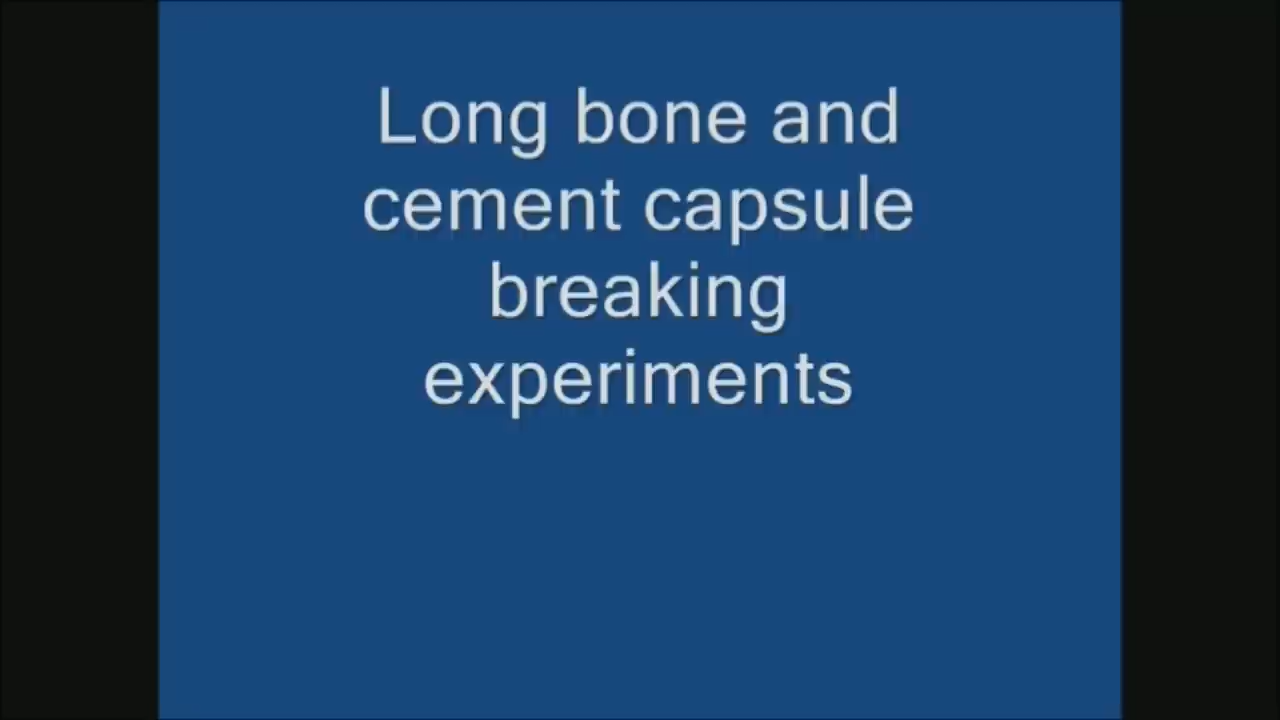 Long bone and
cement capsule
breaking
experiments